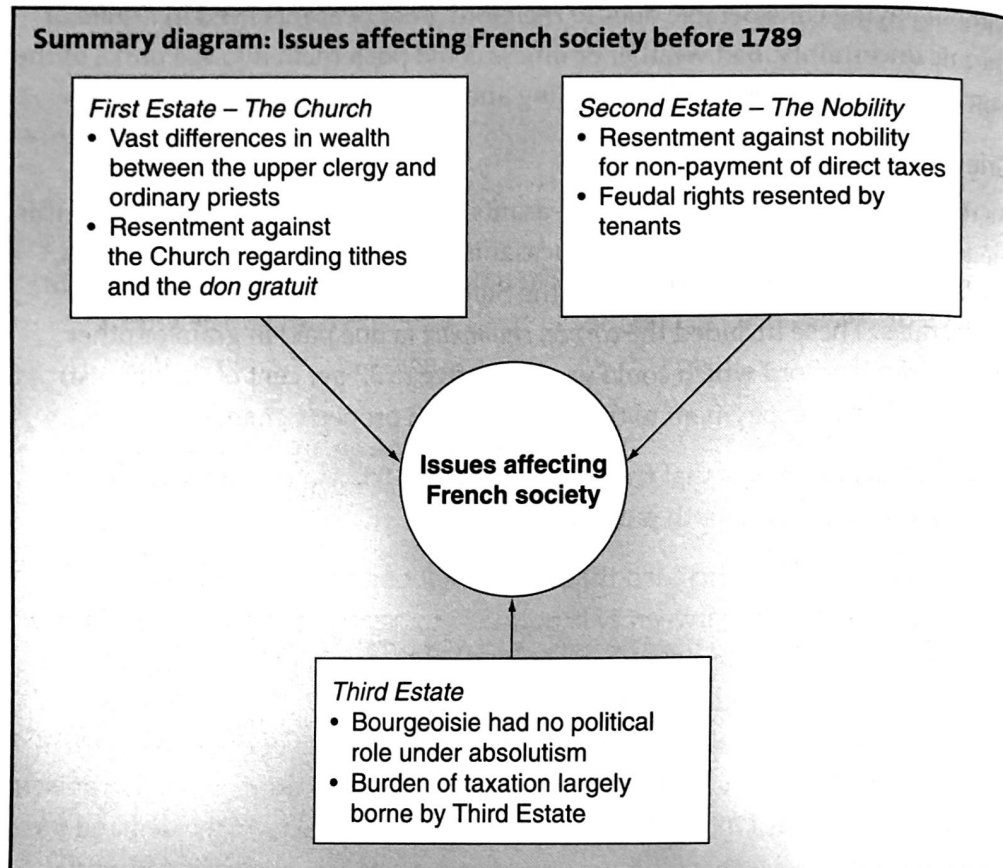 Summary diagram: Issues affecting French society before 1789
First Estate – The Church
• Vast differences in wealth
between the upper clergy and
ordinary priests
• Resentment against
the Church regarding tithes
and the don gratuit
Second Estate – The Nobility
• Resentment against nobility
for non-payment of direct taxes
• Feudal rights resented by
tenants
Issues affecting
French society
Third Estate
• Bourgeoisie had no political
role under absolutism
• Burden of taxation largely
borne by Third Estate